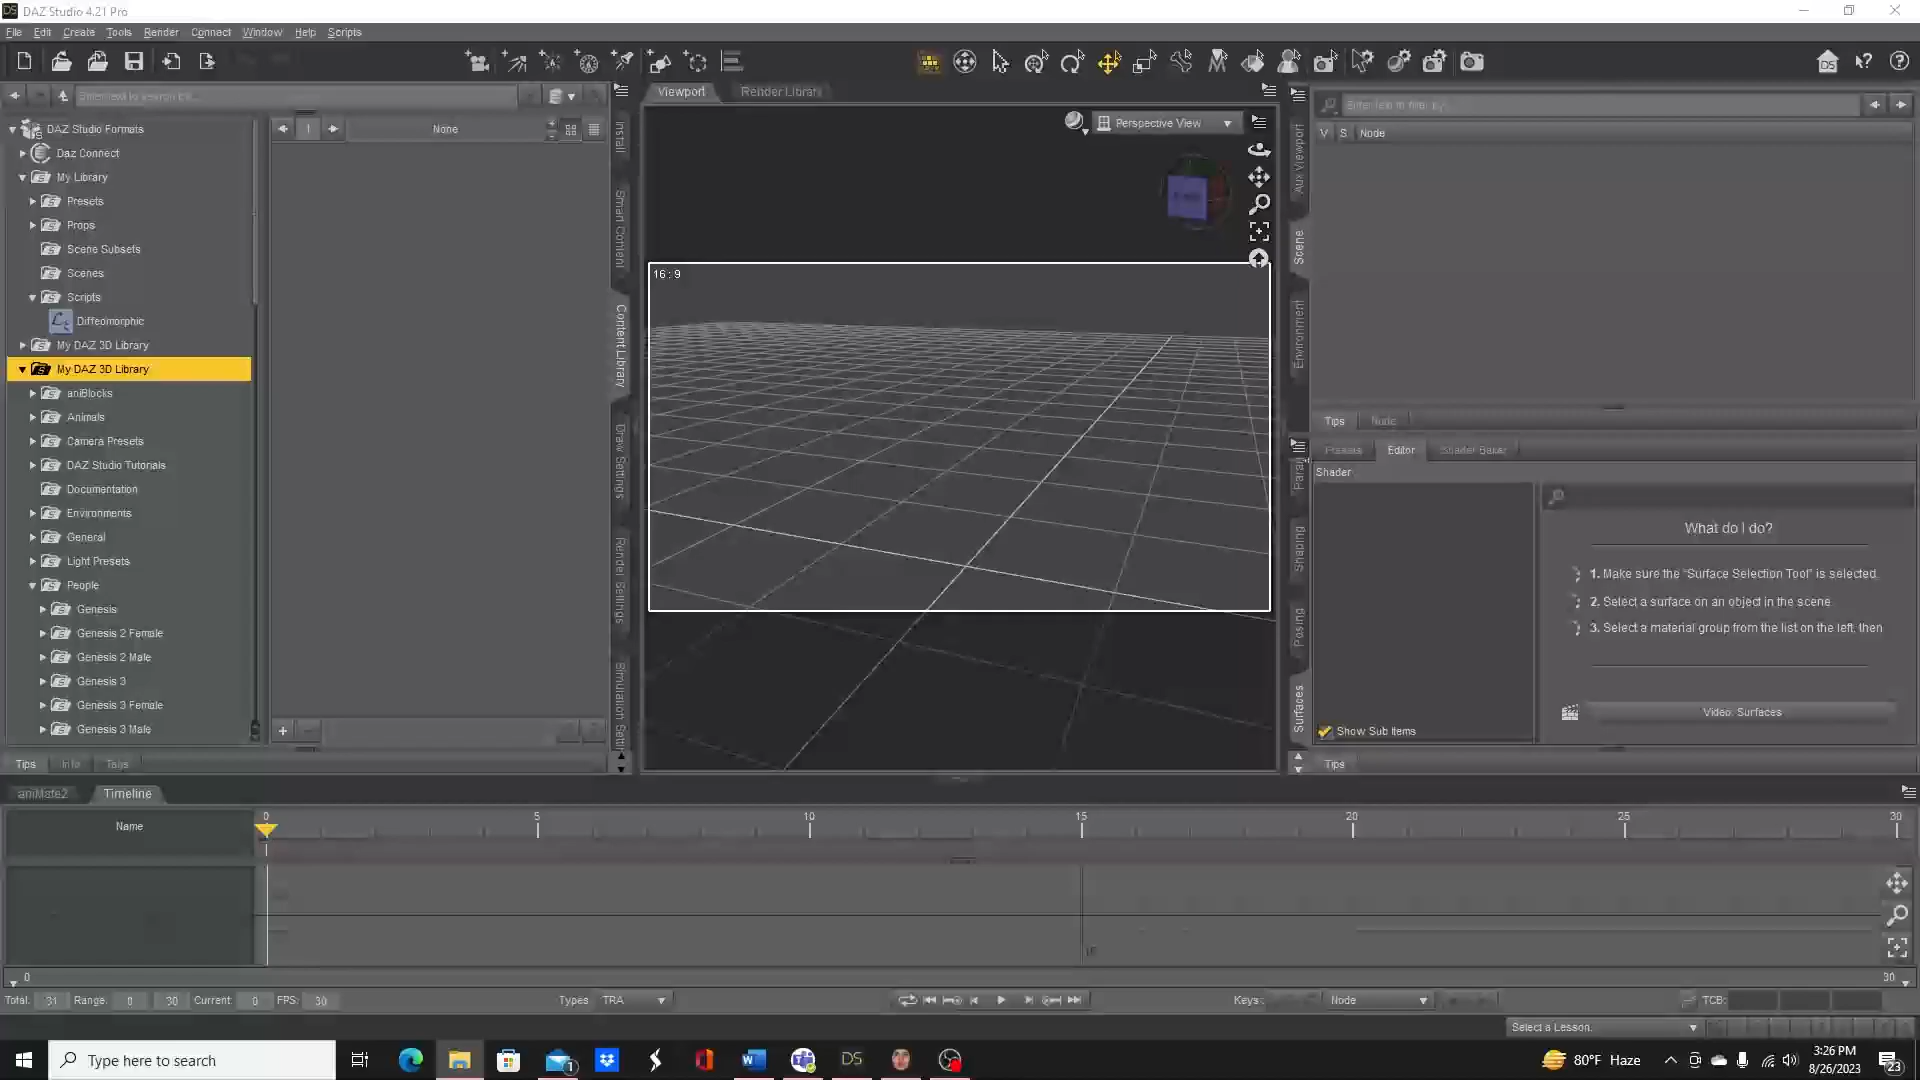 DAZ Studio 4.21 Pro
File Edit Create Tools Render Connect Window Help Scripts
Viewport
Render Library
Perspective View
16 : 9
None
DAZ Studio Formats
Daz Connect
My Library
Presets
Props
Scene Subsets
Scenes
Scripts
Diffeomorphic
My DAZ 3D Library
My DAZ 3D Library
aniBlocks
Animals
Camera Presets
DAZ Studio Tutorials
Documentation
Environments
General
Light Presets
People
Genesis
Genesis 2 Female
Genesis 2 Male
Genesis 3
Genesis 3 Female
Genesis 3 Male
Tips Info Tags
Install
Smart Content
Content Library
Draw Settings
Render Settings
Simulation Setti
Aux Viewport
Scene
Environment
Para
Shaping
Posing
Surfaces
Enter text to filter by...
V S Node
Tips Node
Presets Editor Shader Baker
Shader
What do I do?
1. Make sure the "Surface Selection Tool" is selected
2. Select a surface on an object in the scene
3. Select a material group from the list on the left, then
Video: Surfaces
Show Sub Items
Tips
aniMate2 Timeline
Name
0 5 10 15 20 25 30
0 30
Total: 31 Range: 0 30 Current: 0 FPS: 30 Types TRA Keys: Node TCB:
Select a Lesson.
Type here to search
80°F Haze
3:26 PM
8/26/2023
23